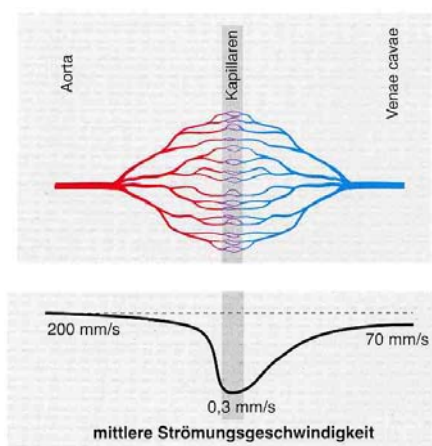 Aorta
Kapillaren
Venae cavae
200 mm/s
70 mm/s
0,3 mm/s
mittlere Strömungsgeschwindigkeit